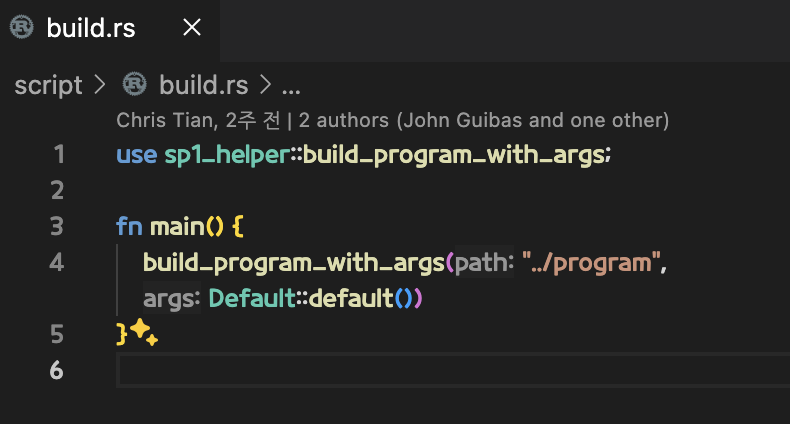 build.rs
script > build.rs > ...
Chris Tian, 2주 전 | 2 authors (John Guibas and one other)
1 use sp1_helper::build_program_with_args;
2
3 fn main() {
4 build_program_with_args(path: "../program",
args: Default::default())
5 }
6